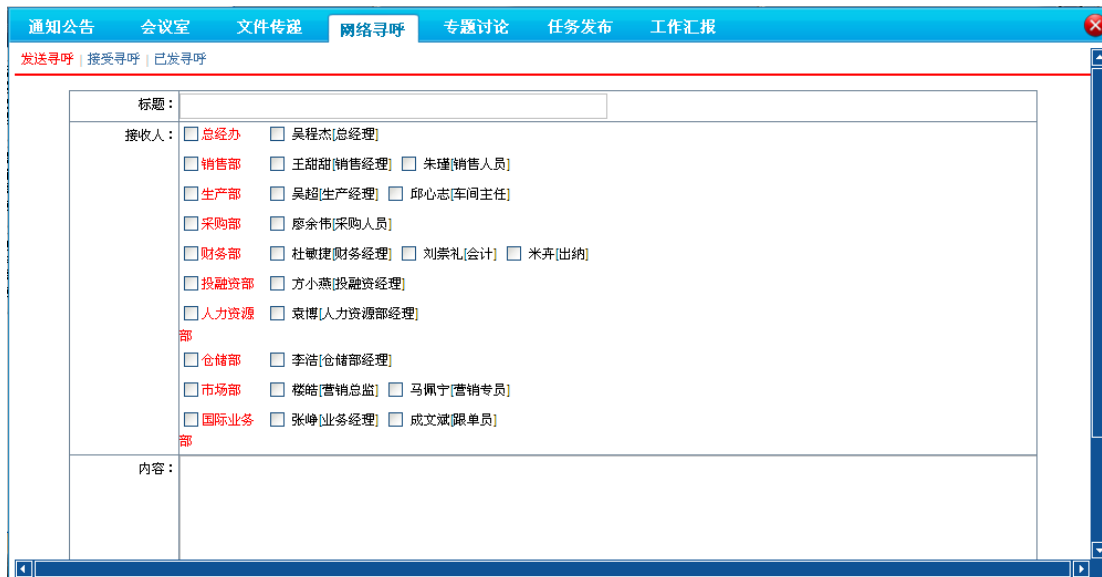 通知公告 会议室 文件传递 网络寻呼 专题讨论 任务发布 工作汇报
发送寻呼 | 接受寻呼 | 已发寻呼
标题：
接收人： 总经办 吴程杰[总经理]
销售部 王甜甜[销售经理] 朱瑾[销售人员]
生产部 吴超[生产经理] 邱心志[车间主任]
采购部 廖余伟[采购人员]
财务部 杜敏捷[财务经理] 刘崇礼[会计] 米卉[出纳]
投融资部 方小燕[投融资经理]
人力资源 袁博[人力资源部经理]
部
仓储部 李浩[仓储部经理]
市场部 楼皓[营销总监] 马佩宁[营销专员]
国际业务 张峥[业务经理] 成文斌[跟单员]
部
内容：